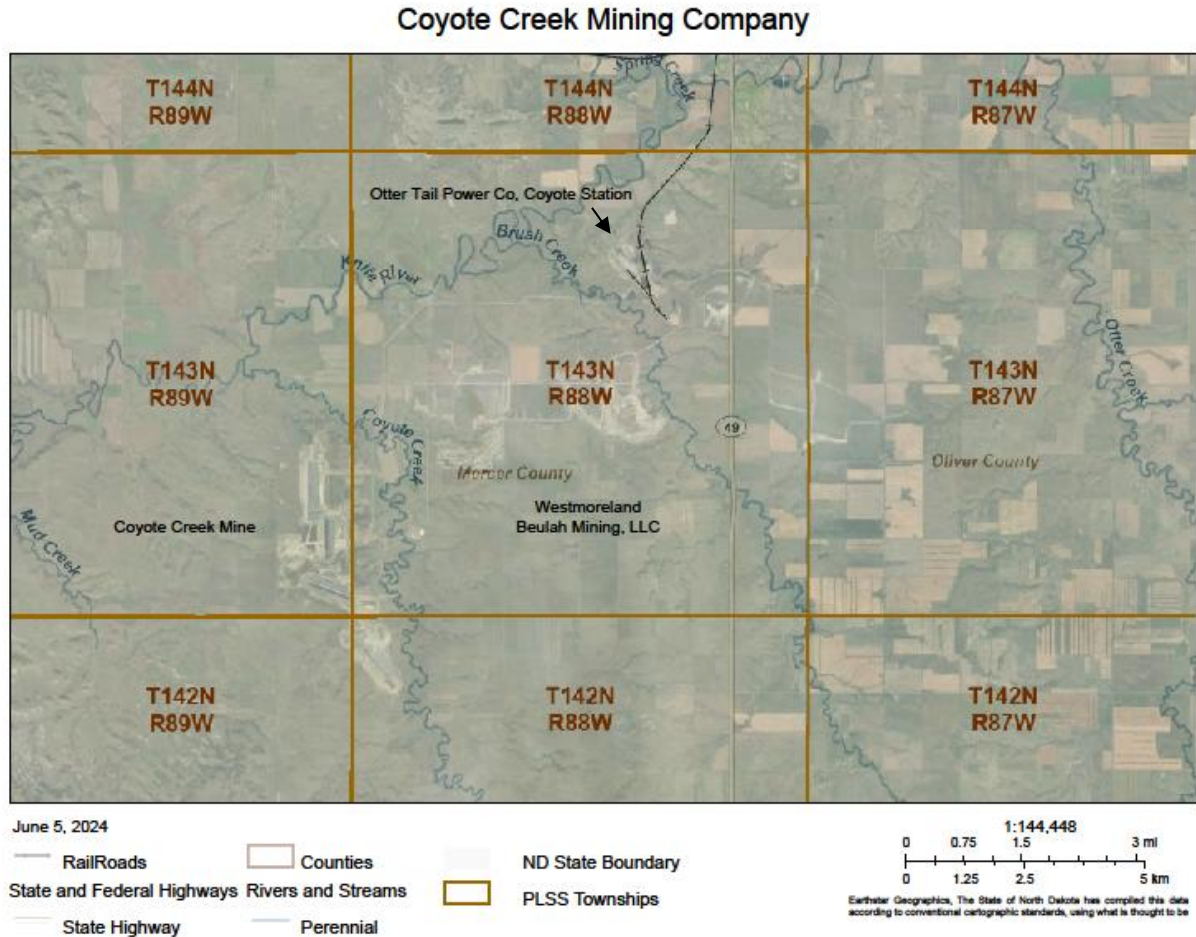 Coyote Creek Mining Company
Spring Creek
T144N
R89W
T144N
R88W
T144N
R87W
Otter Tail Power Co, Coyote Station
Brush Creek
Knife River
Otter Creek
T143N
R89W
T143N
R88W
T143N
R87W
Coyote Creek
49
Mercer County
Oliver County
Westmoreland
Beulah Mining, LLC
Coyote Creek Mine
Mud Creek
T142N
R89W
T142N
R88W
T142N
R87W
June 5, 2024
RailRoads
State and Federal Highways
State Highway
Counties
Rivers and Streams
Perennial
ND State Boundary
PLSS Townships
1:144,448
0 0.75 1.5 3 mi
0 1.25 2.5 5 km
Earthstar Geographics, The State of North Dakota has compiled this data
according to conventional cartographic standards, using what is thought to be